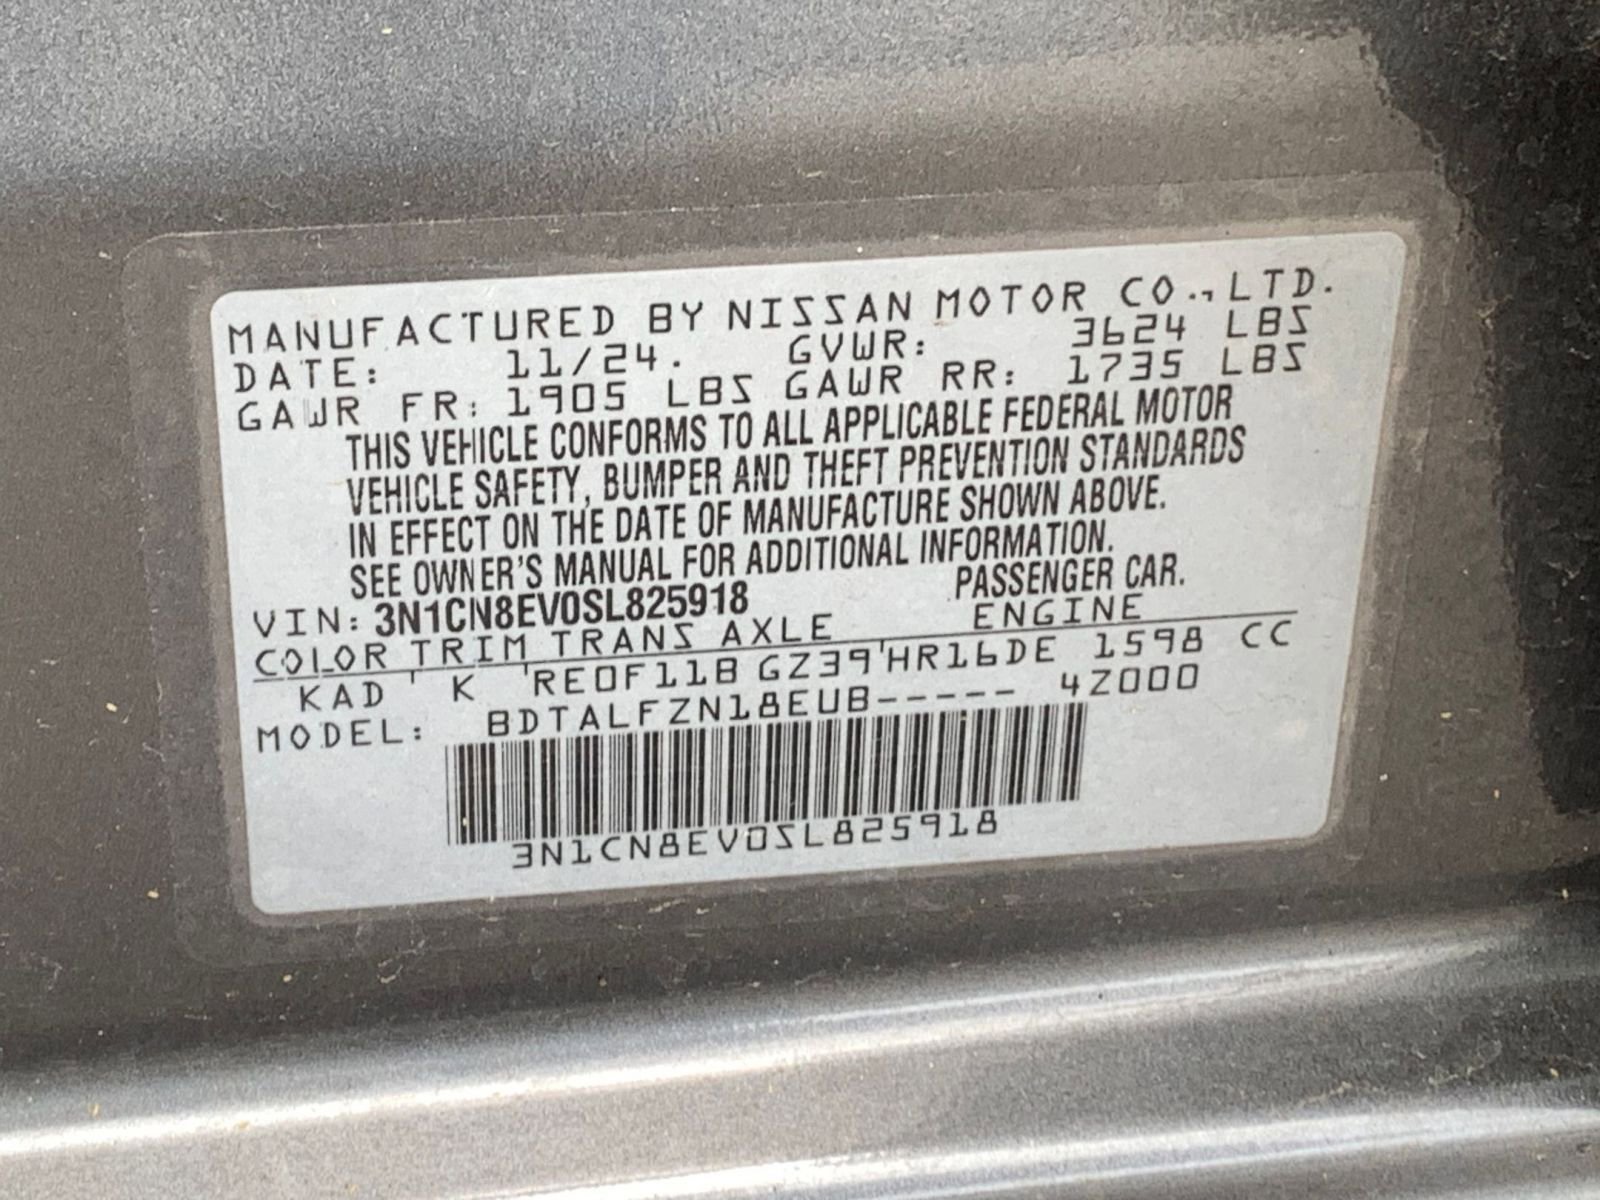 MANUFACTURED BY NISSAN MOTOR CO., LTD.
DATE: 11/24. GVWR: 3624 LBS
GAWR FR: 1905 LBS GAWR RR: 1735 LBS
THIS VEHICLE CONFORMS TO ALL APPLICABLE FEDERAL MOTOR
VEHICLE SAFETY, BUMPER AND THEFT PREVENTION STANDARDS
IN EFFECT ON THE DATE OF MANUFACTURE SHOWN ABOVE.
SEE OWNER'S MANUAL FOR ADDITIONAL INFORMATION.
VIN: 3N1CN8EV0SL825918 PASSENGER CAR.
COLOR TRIM TRANS AXLE ENGINE
KAD K RE0F11B GZ39 HR16DE 1598 CC
MODEL: BDTALFZN18EUB----- 4Z000
3N1CN8EV0SL825918